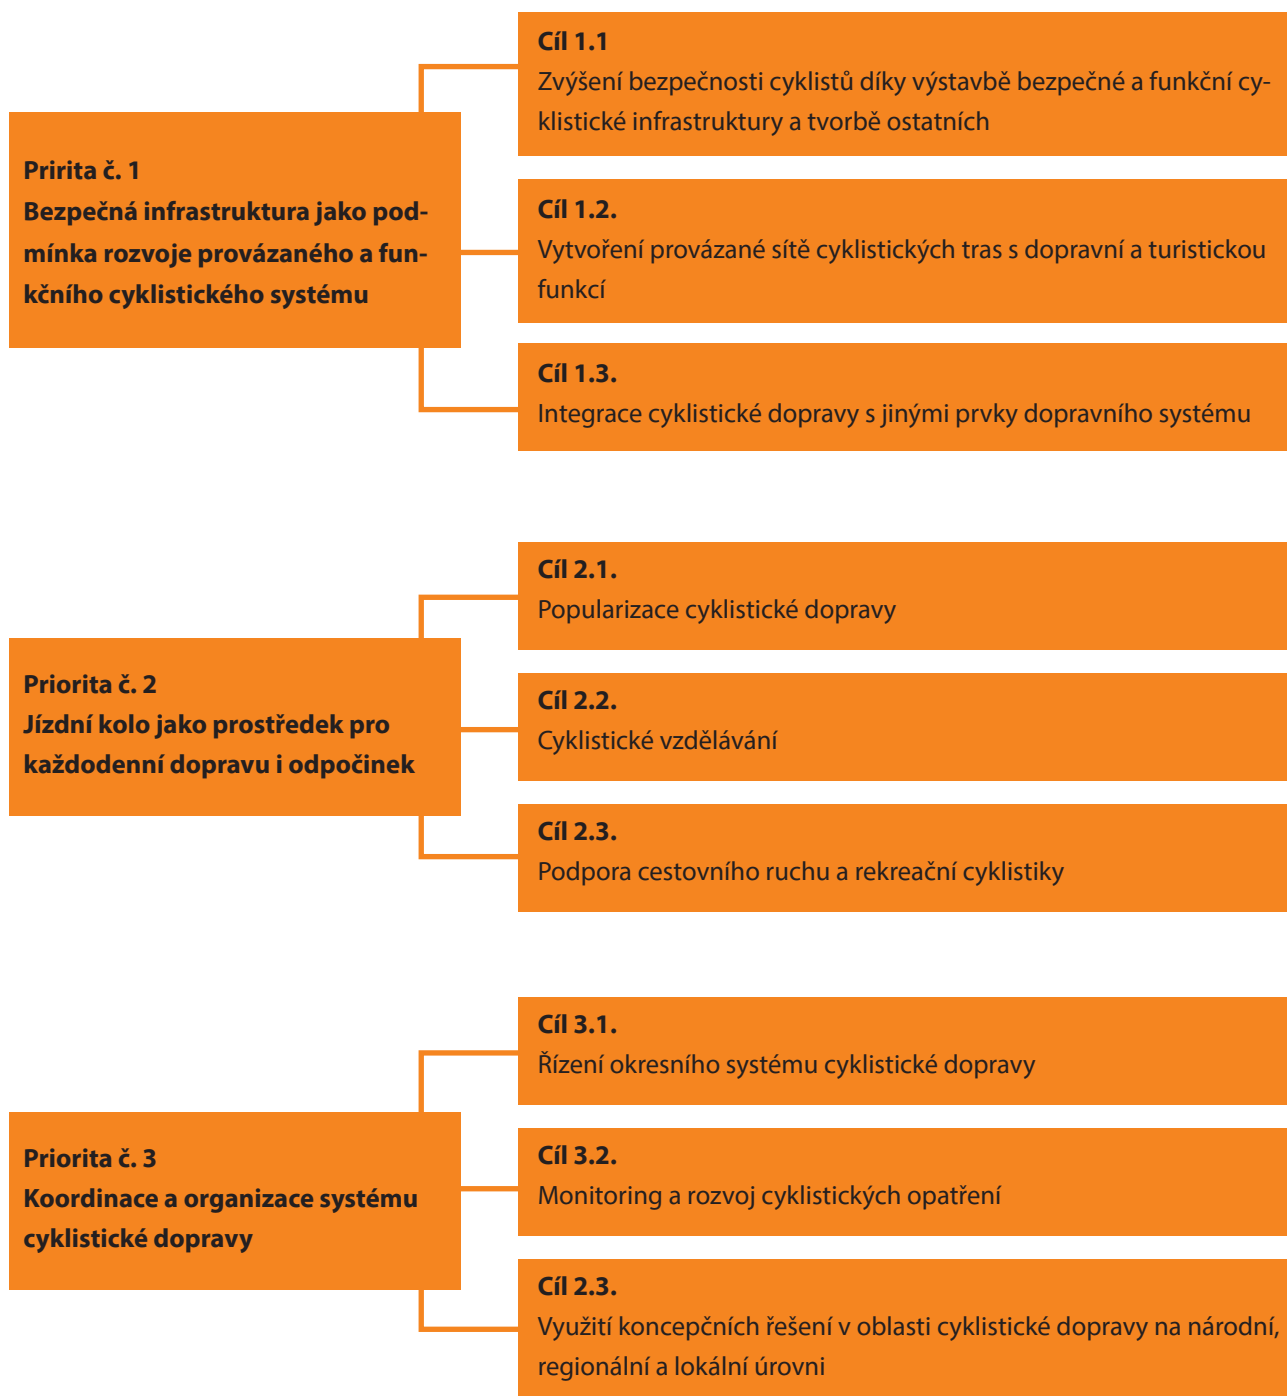 Pririta č. 1
Bezpečná infrastruktura jako pod-
mínka rozvoje provázaného a fun-
kčního cyklistického systému
Cíl 1.1
Zvýšení bezpečnosti cyklistů díky výstavbě bezpečné a funkční cy-
klistické infrastruktury a tvorbě ostatních
Cíl 1.2.
Vytvoření provázané sítě cyklistických tras s dopravní a turistickou
funkcí
Cíl 1.3.
Integrace cyklistické dopravy s jinými prvky dopravního systému
Priorita č. 2
Jízdní kolo jako prostředek pro
každodenní dopravu i odpočinek
Cíl 2.1.
Popularizace cyklistické dopravy
Cíl 2.2.
Cyklistické vzdělávání
Cíl 2.3.
Podpora cestovního ruchu a rekreační cyklistiky
Priorita č. 3
Koordinace a organizace systému
cyklistické dopravy
Cíl 3.1.
Řízení okresního systému cyklistické dopravy
Cíl 3.2.
Monitoring a rozvoj cyklistických opatření
Cíl 2.3.
Využití koncepčních řešení v oblasti cyklistické dopravy na národní,
regionální a lokální úrovni